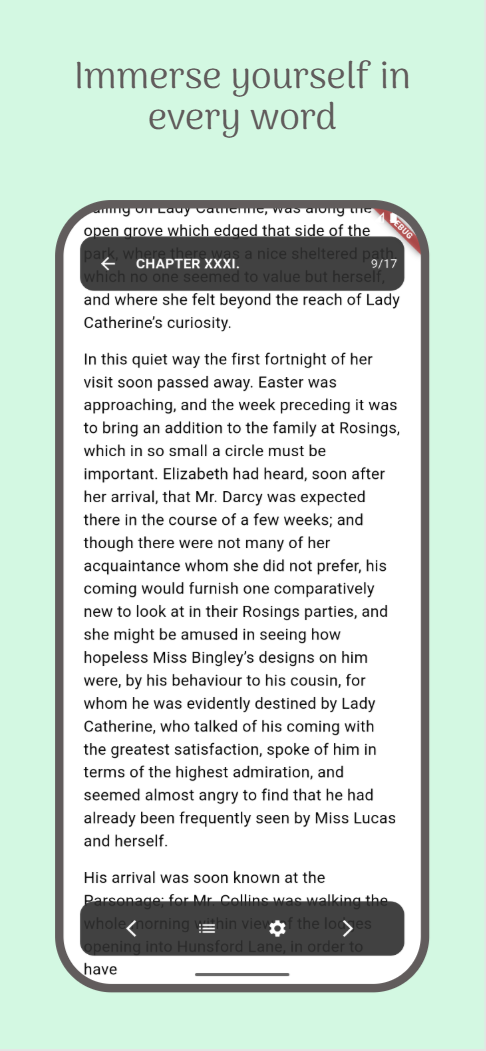 Immerse yourself in
every word
calling on Lady Catherine, was along the
open grove which edged that side of the
park, where there was a nice sheltered path,
CHAPTER XXXI.
9/17
which no one seemed to value but herself,
and where she felt beyond the reach of Lady
Catherine’s curiosity.
In this quiet way the first fortnight of her
visit soon passed away. Easter was
approaching, and the week preceding it was
to bring an addition to the family at Rosings,
which in so small a circle must be
important. Elizabeth had heard, soon after
her arrival, that Mr. Darcy was expected
there in the course of a few weeks; and
though there were not many of her
acquaintance whom she did not prefer, his
coming would furnish one comparatively
new to look at in their Rosings parties, and
she might be amused in seeing how
hopeless Miss Bingley’s designs on him
were, by his behaviour to his cousin, for
whom he was evidently destined by Lady
Catherine, who talked of his coming with
the greatest satisfaction, spoke of him in
terms of the highest admiration, and
seemed almost angry to find that he had
already been frequently seen by Miss Lucas
and herself.
His arrival was soon known at the
Parsonage; for Mr. Collins was walking the
whole morning within view of the lodges
opening into Hunsford Lane, in order to
have